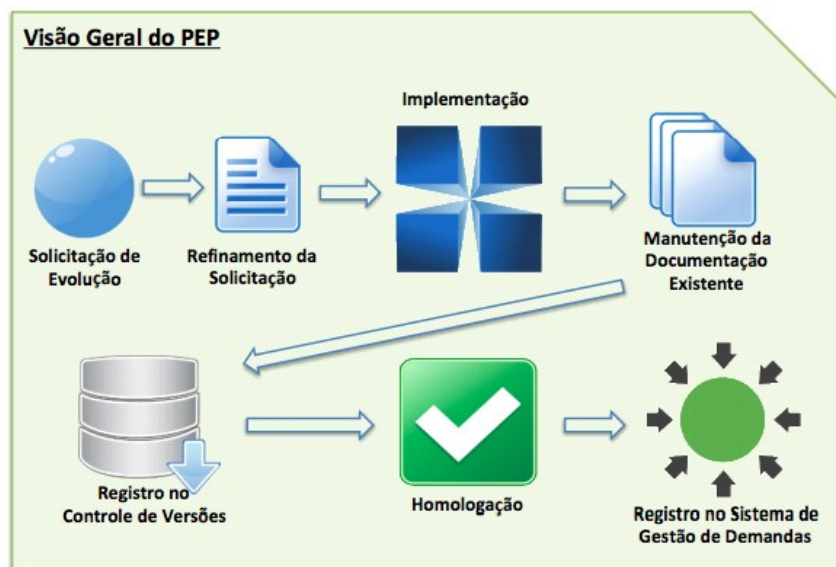 Visão Geral do PEP
Implementação
Solicitação de
Evolução
Refinamento da
Solicitação
Manutenção da
Documentação
Existente
Registro no
Controle de Versões
Homologação
Registro no Sistema de
Gestão de Demandas